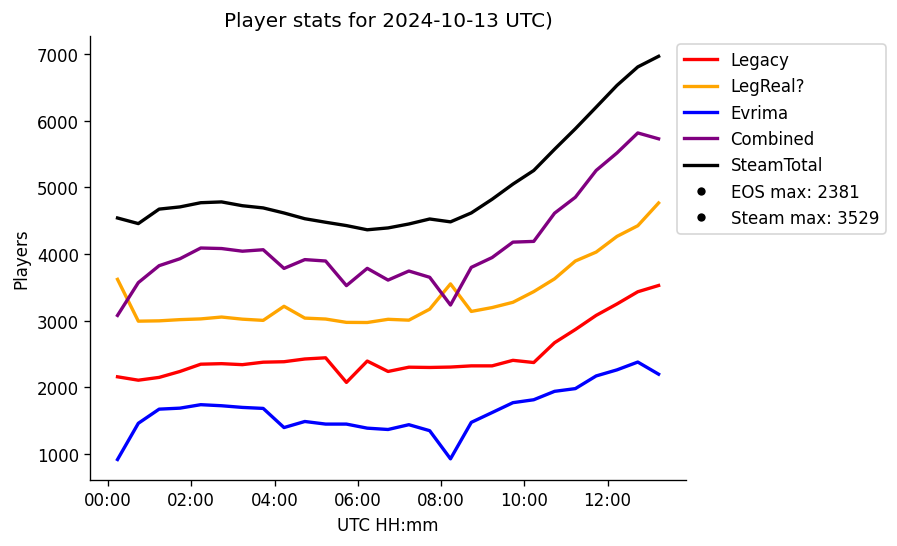 Player stats for 2024-10-13 UTC)
7000
6000
5000
4000
3000
2000
1000
Players
00:00 02:00 04:00 06:00 08:00 10:00 12:00
UTC HH:mm
Legacy
LegReal?
Evrima
Combined
SteamTotal
EOS max: 2381
Steam max: 3529